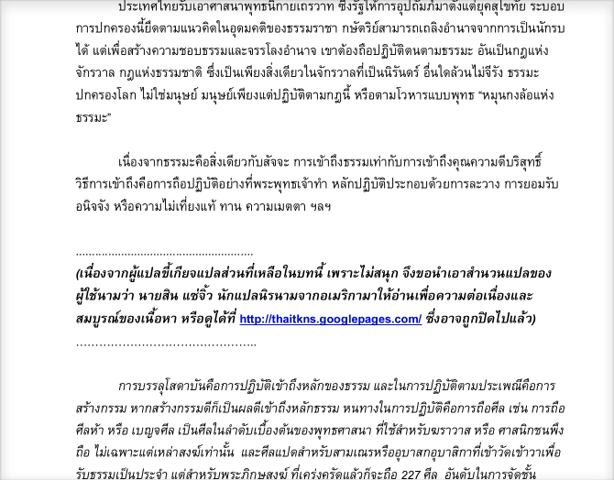 ประเทศไทยรับเอาศาสนาพุทธนิกายเถรวาท ซึ่งรัฐให้การอุปถัมภ์มาตั้งแต่ยุคสุโขทัย ระบอบ
การปกครองนี้ยึดตามแนวคิดในอุดมคติของธรรมราชา กษัตริย์สามารถเถลิงอำนาจจากการเป็นนักรบ
ได้ แต่เพื่อสร้างความชอบธรรมและจรรโลงอำนาจ เขาต้องถือปฏิบัติตนตามธรรมะ อันเป็นกฎแห่ง
จักรวาล กฎแห่งธรรมชาติ ซึ่งเป็นเพียงสิ่งเดียวในจักรวาลที่เป็นนิรันดร์ อื่นใดล้วนไม่จีรัง ธรรมะ
ปกครองโลก ไม่ใช่มนุษย์ มนุษย์เพียงแต่ปฏิบัติตามกฎนี้ หรือตามโวหารแบบพุทธ “หมุนกงล้อแห่ง
ธรรมะ”
เนื่องจากธรรมะคือสิ่งเดียวกับสัจจะ การเข้าถึงธรรมเท่ากับการเข้าถึงคุณความดีบริสุทธิ์
วิธีการเข้าถึงคือการถือปฏิบัติอย่างที่พระพุทธเจ้าทำ หลักปฏิบัติประกอบด้วยการละวาง การยอมรับ
อนิจจัง หรือความไม่เที่ยงแท้ ทาน ความเมตตา ฯลฯ
......................................................
(เนื่องจากผู้แปลขี้เกียจแปลส่วนที่เหลือในบทนี้ เพราะไม่สนุก จึงขอนำเอาสำนวนแปลของ
ผู้ใช้นามว่า นายสิน แซ่จิ้ว นักแปลนิรนามจากอเมริกามาให้อ่านเพื่อความต่อเนื่องและ
สมบูรณ์ของเนื้อหา หรือดูได้ที่ http://thaitkns.googlepages.com/ ซึ่งอาจถูกปิดไปแล้ว)
..........................................
การบรรลุโสดาบันคือการปฏิบัติเข้าถึงหลักของธรรม และในการปฏิบัติตามประเพณีคือการ
สร้างกรรม หากสร้างกรรมดีก็เป็นผลดีเข้าถึงหลักธรรม หนทางในการปฏิบัติคือการถือศีล เช่น การถือ
ศีลห้า หรือ เบญจศีล เป็นศีลในลำดับเบื้องต้นของพุทธศาสนา ที่ใช้สำหรับฆราวาส หรือ ศาสนิกชนพึง
ถือ ไม่เฉพาะแต่เหล่าสงฆ์เท่านั้น และศีลแปดสำหรับสามเณรหรืออุบาสกอุบาสิกาที่เข้าวัดเข้าวาเพื่อ
รับธรรมเป็นประจำ แต่สำหรับพระภิกษุสงฆ์ ที่เคร่งครัดแล้วก็จะถือ 227 ศีล อันดับในการจัดชั้น